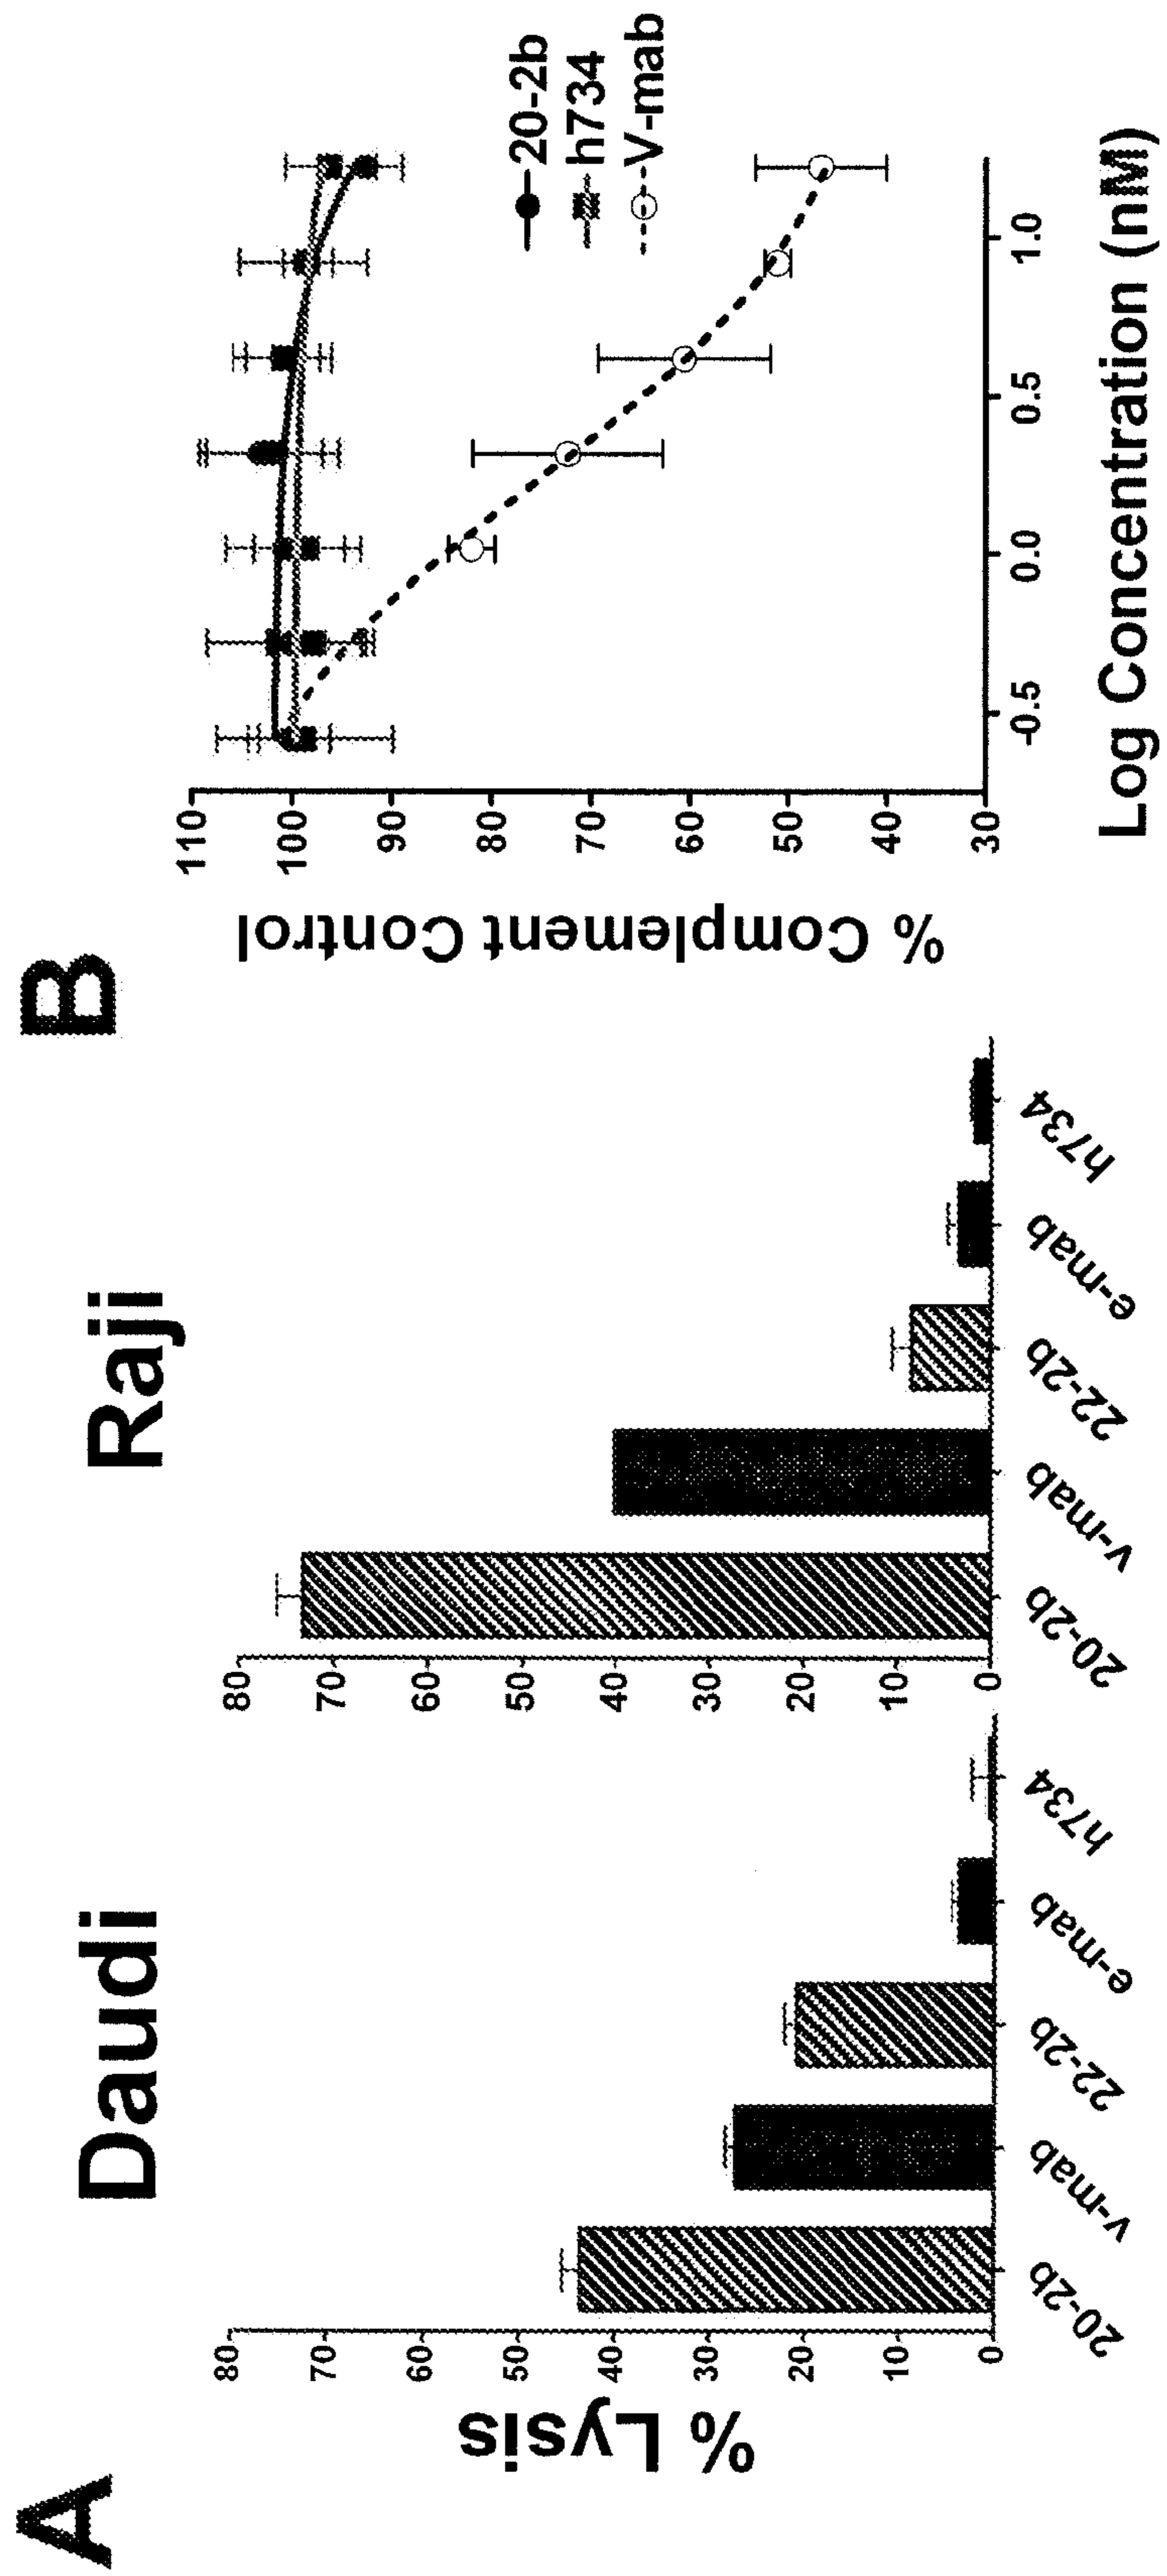 A
Daudi
% Lysis
80
70
60
50
40
30
20
10
0
20-2b
v-mab
22-2b
e-mab
h734
Raji
80
70
60
50
40
30
20
10
0
20-2b
v-mab
22-2b
e-mab
h734
B
% Complement Control
110
100
90
80
70
60
50
40
30
-0.5
0.0
0.5
1.0
Log Concentration (nM)
20-2b
h734
V-mab